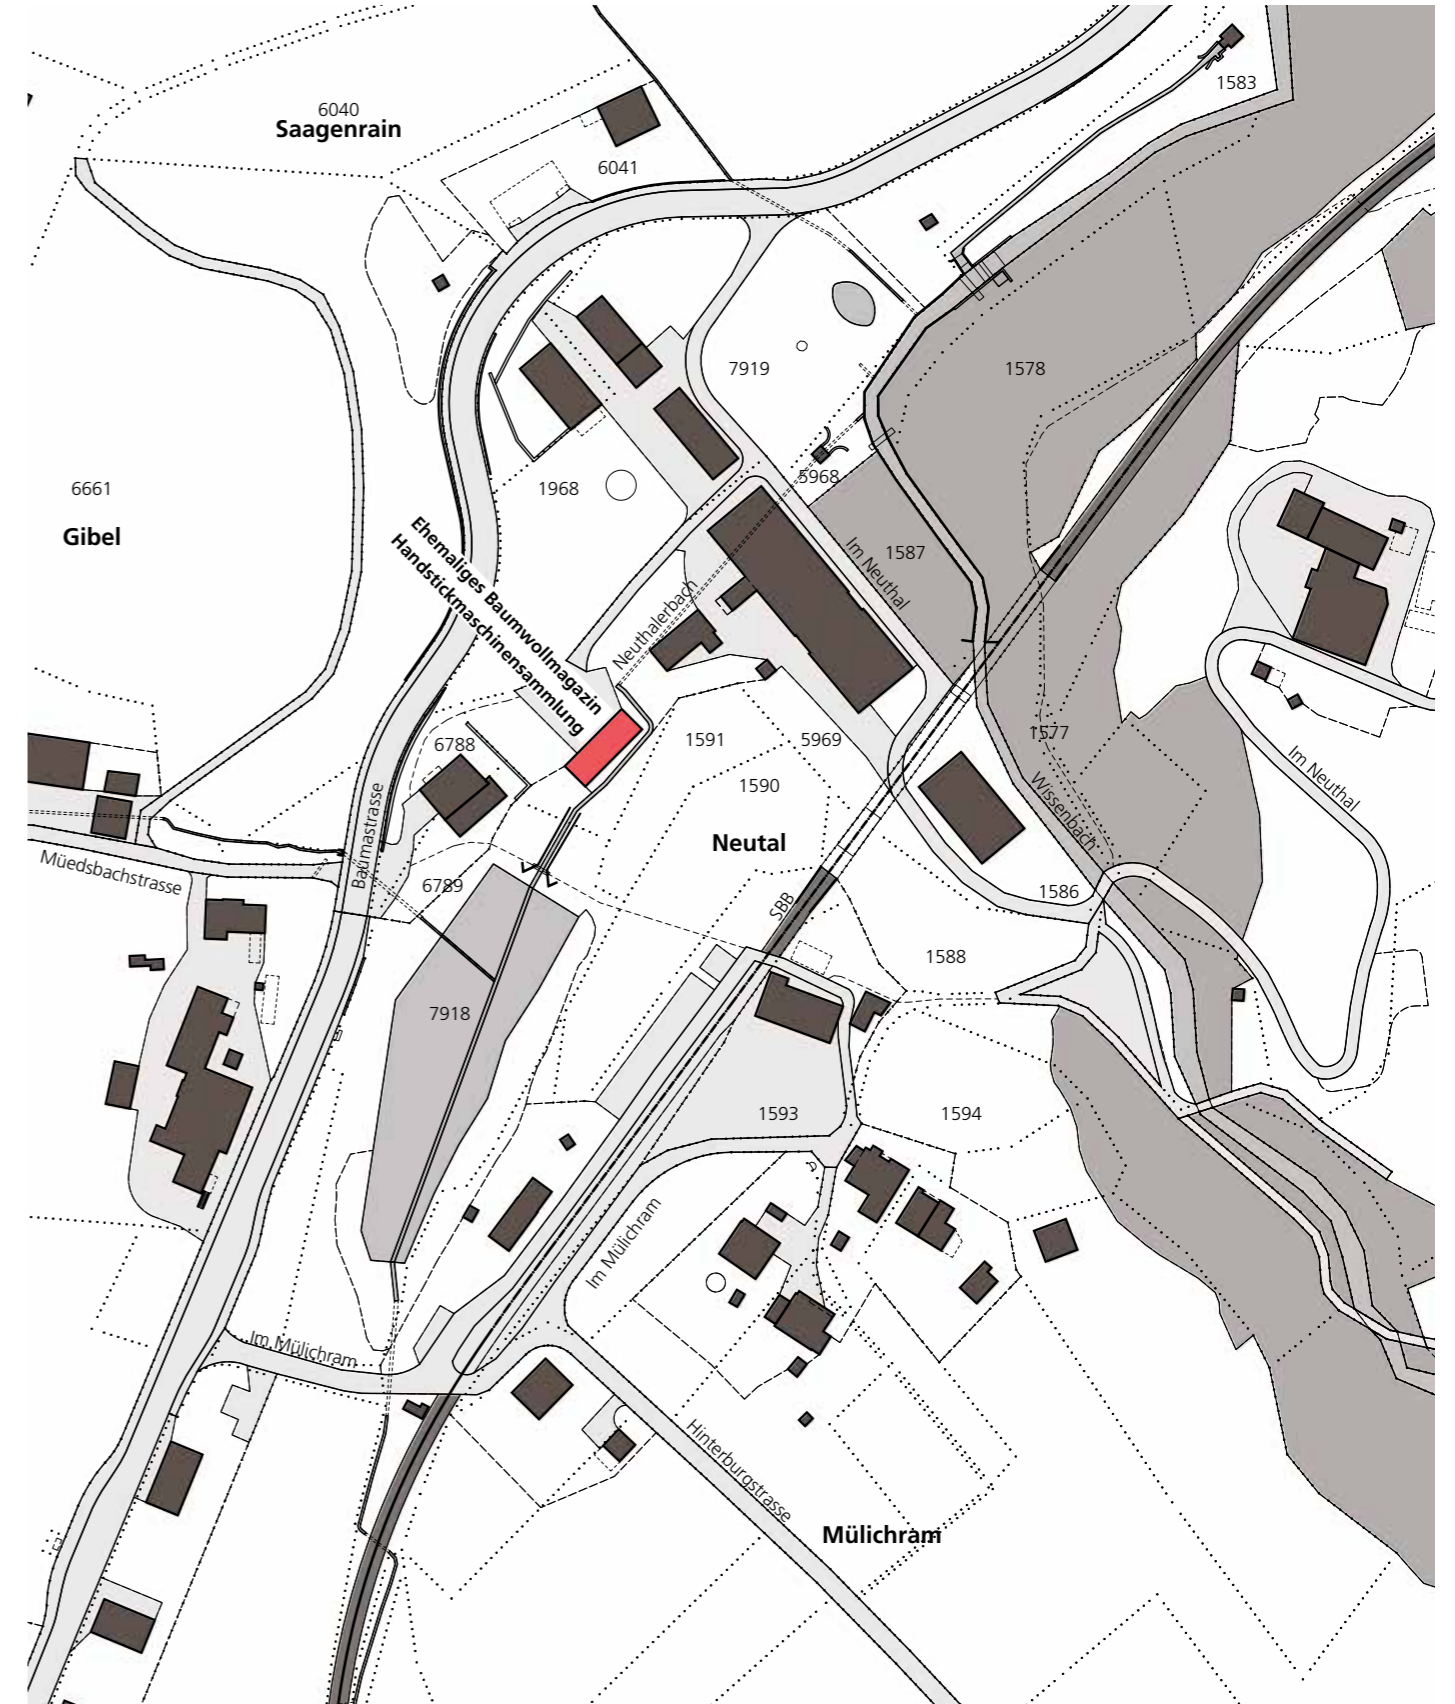 1583
6040
Saagenrain
6041
7919
1578
6661
Gibel
1968
5968
Ehemaliges Baumwollmagazin
Handstickmaschinensammlung
Im Neuthal
1587
Neuthalerbach
6788
1591
5969
1577
1590
Im Neuthal
Neutal
Wissenbach
Baumastrasse
Müedsbachstrasse
6789
1586
SBB
1588
7918
1593
1594
Im Mülichram
Im Mülichram
Hinterburgstrasse
Mülichram